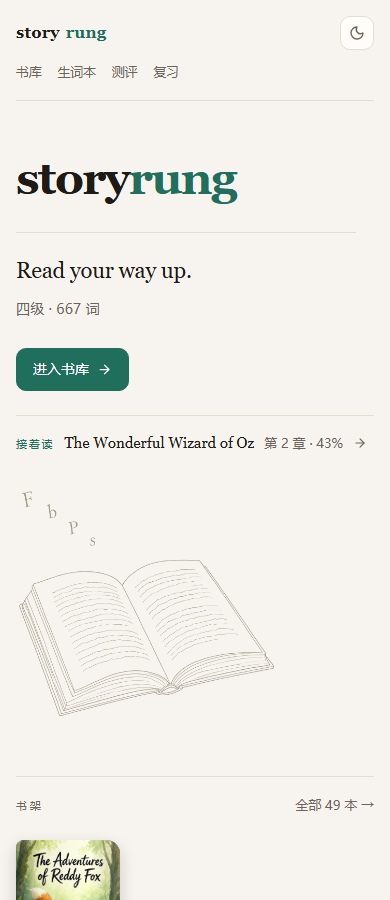 story rung
书库 生词本 测评 复习
storyrung
Read your way up.
四级 · 667 词
进入书库 →
接着读 The Wonderful Wizard of Oz 第 2 章 · 43% →
F
b
P
s
书架 全部 49 本 →
The Adventures
of Reddy Fox